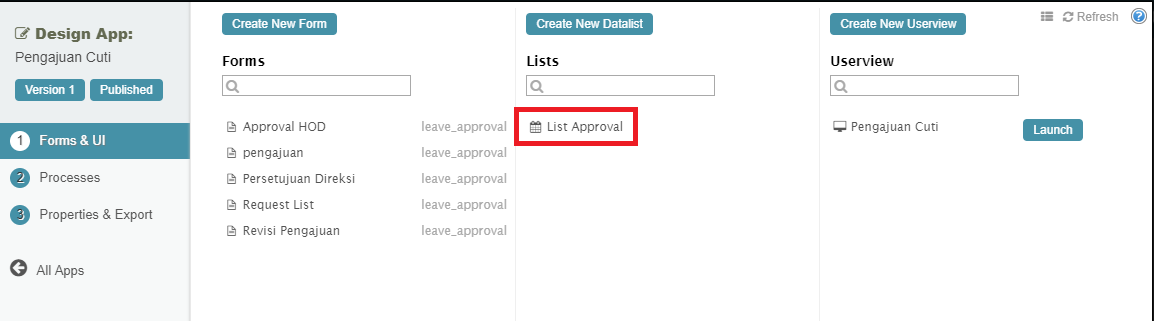 Design App:
Pengajuan Cuti
Version 1 Published
1 Forms & UI
2 Processes
3 Properties & Export
All Apps
Create New Form
Forms
Approval HOD leave_approval
pengajuan leave_approval
Persetujuan Direksi leave_approval
Request List leave_approval
Revisi Pengajuan leave_approval
Create New Datalist
Lists
List Approval
Create New Userview
Userview
Pengajuan Cuti Launch
Refresh ?